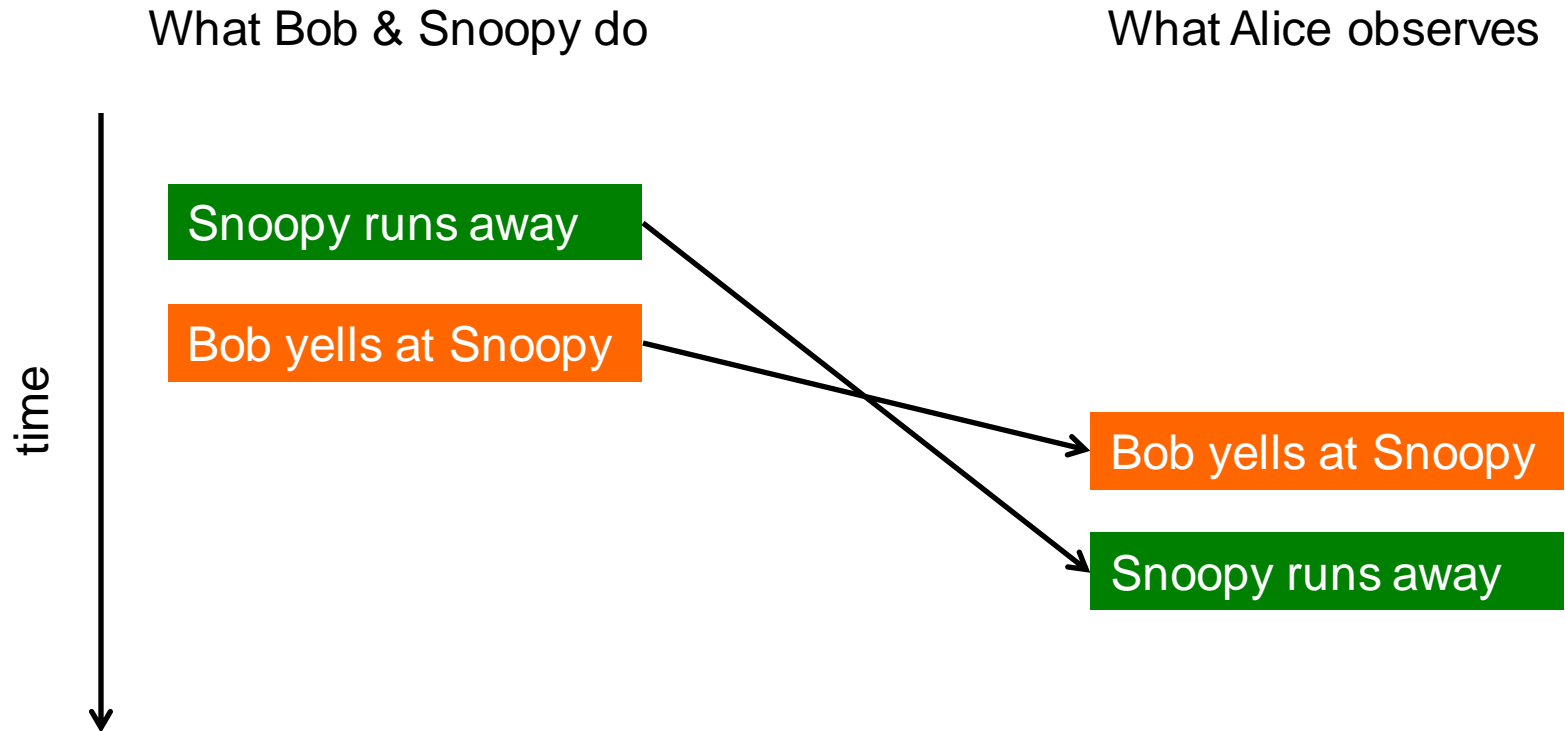 What Bob & Snoopy do
What Alice observes
time
Snoopy runs away
Bob yells at Snoopy
Bob yells at Snoopy
Snoopy runs away